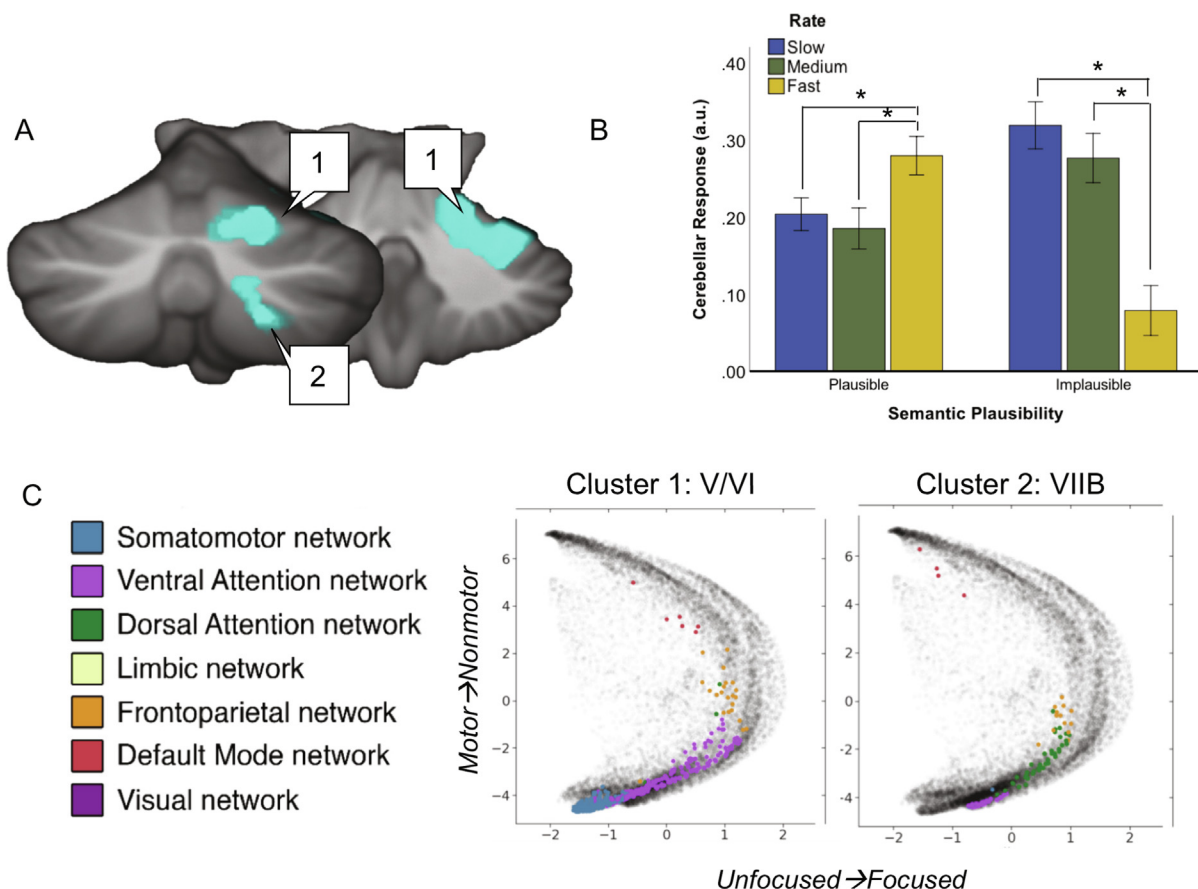 A
1
1
2
B
Rate
Slow
Medium
Fast
Cerebellar Response (a.u.)
.40
.30
.20
.10
.00
*
*
*
*
Plausible
Implausible
Semantic Plausibility
C
Somatomotor network
Ventral Attention network
Dorsal Attention network
Limbic network
Frontoparietal network
Default Mode network
Visual network
Cluster 1: V/VI
Cluster 2: VIIB
Motor→Nonmotor
6
4
2
0
−2
−4
−2
−1
0
1
2
6
4
2
0
-2
-4
−2
−1
0
1
2
Unfocused→Focused